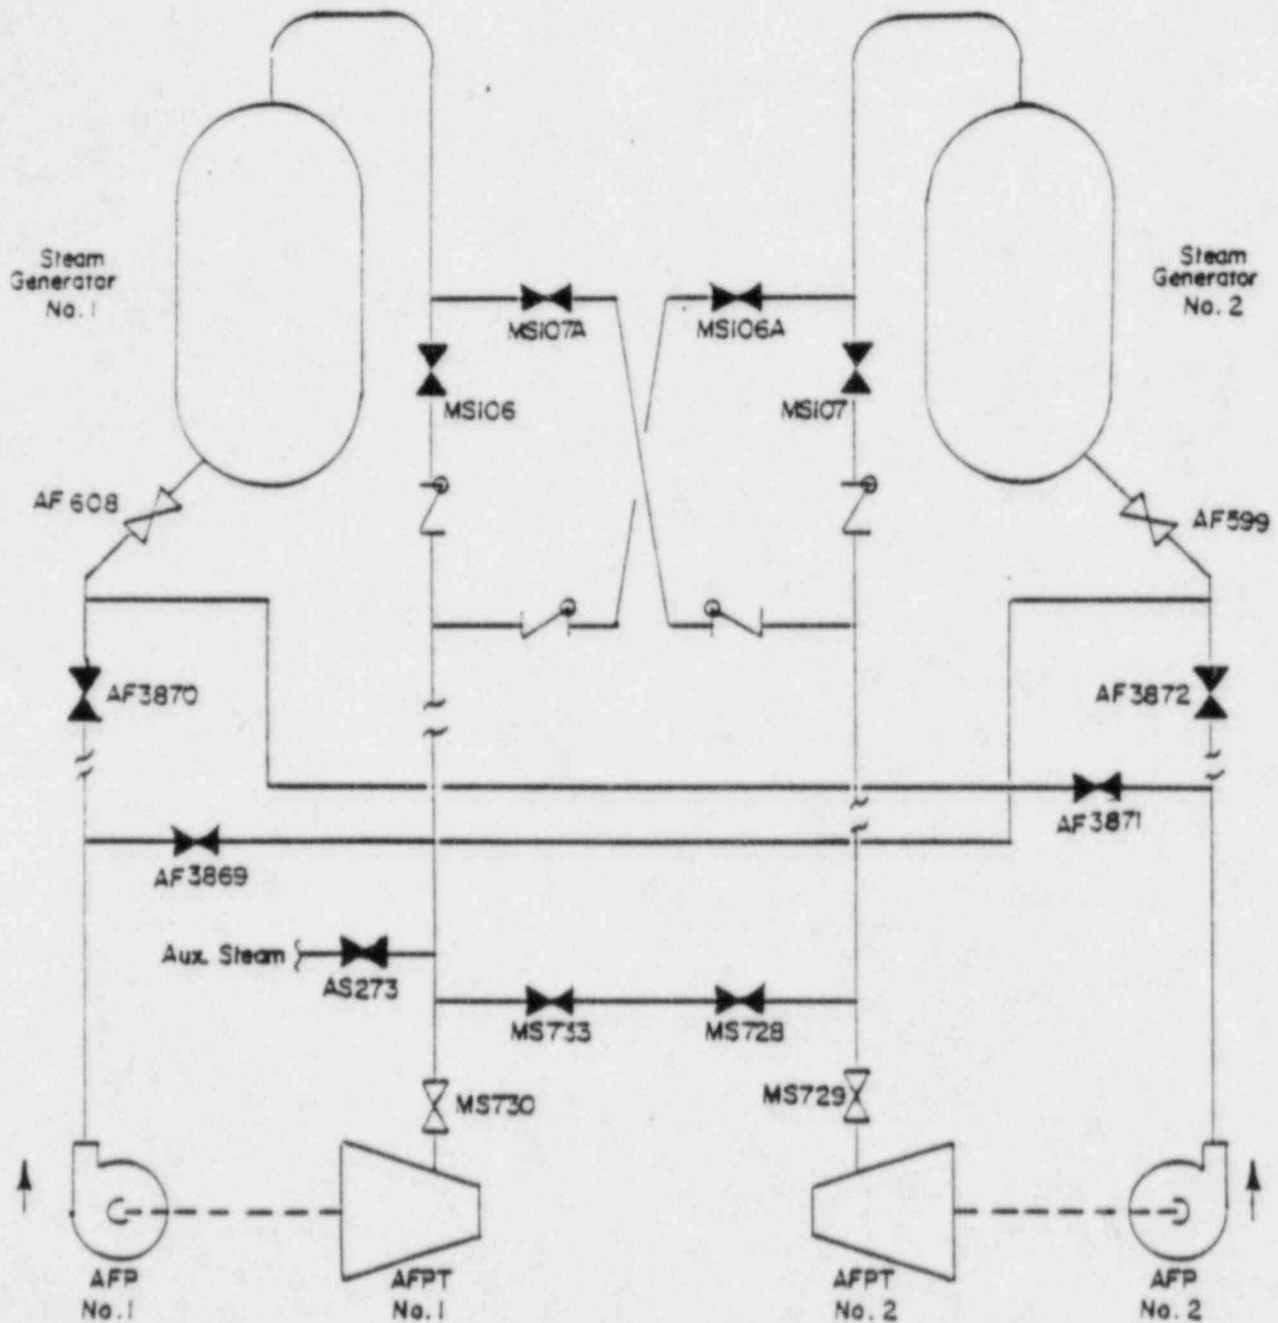 Steam
Generator
No. 1
Steam
Generator
No. 2
MS107A
MS106A
MS106
MS107
AF 608
AF599
AF3870
AF3872
AF3871
AF3869
Aux. Steam
AS273
MS733
MS728
MS730
MS729
AFP
No. 1
AFPT
No. 1
AFPT
No. 2
AFP
No. 2